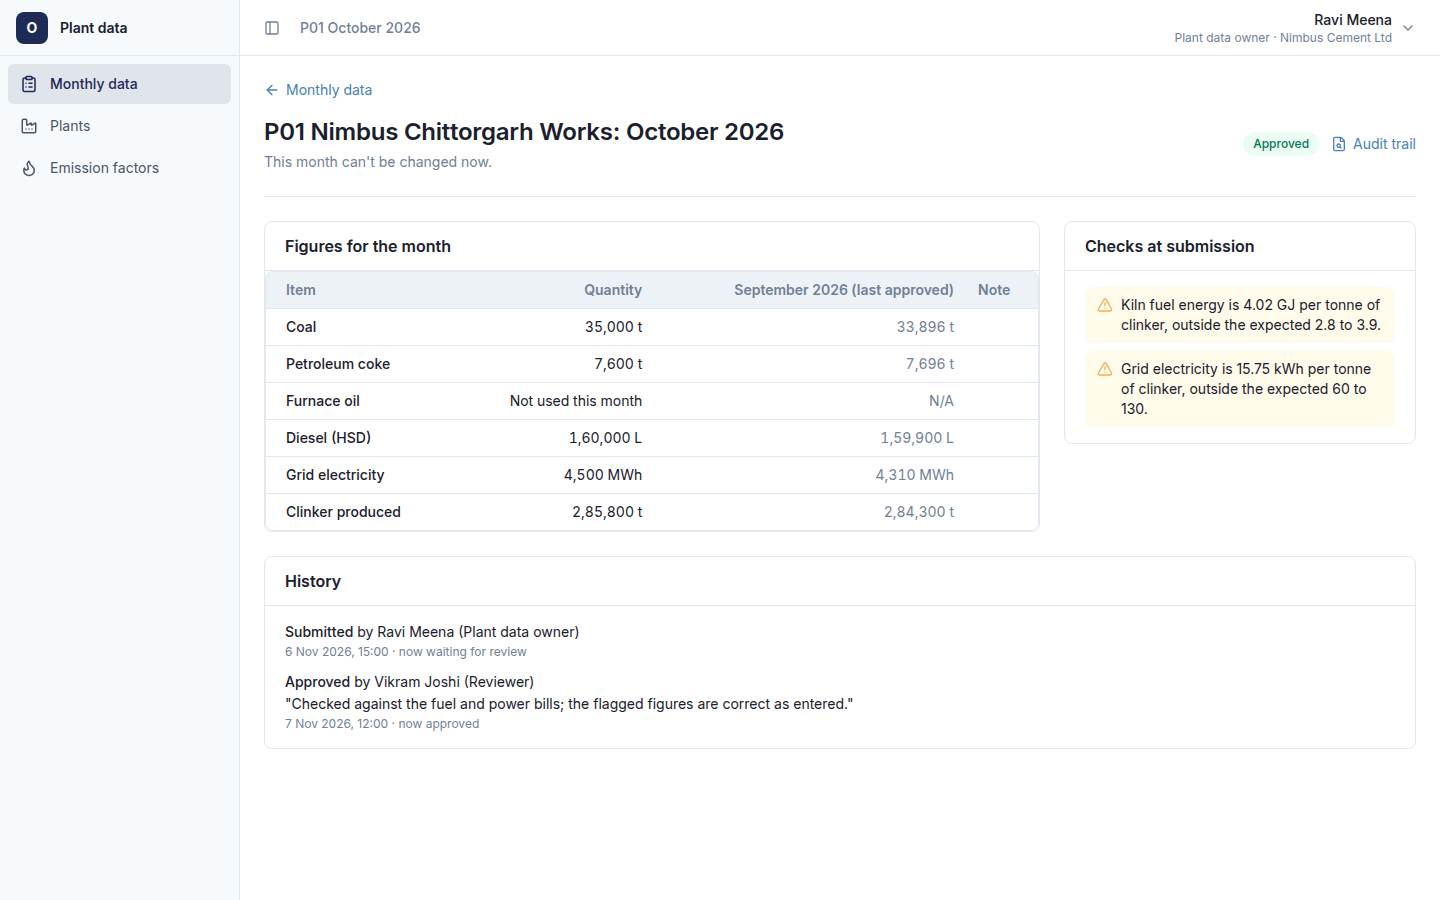 O Plant data
P01 October 2026
Ravi Meena
Plant data owner · Nimbus Cement Ltd
Monthly data
Plants
Emission factors
Monthly data
P01 Nimbus Chittorgarh Works: October 2026
This month can't be changed now.
Approved
Audit trail
Figures for the month
Item Quantity September 2026 (last approved) Note
Coal 35,000 t 33,896 t
Petroleum coke 7,600 t 7,696 t
Furnace oil Not used this month N/A
Diesel (HSD) 1,60,000 L 1,59,900 L
Grid electricity 4,500 MWh 4,310 MWh
Clinker produced 2,85,800 t 2,84,300 t
Checks at submission
Kiln fuel energy is 4.02 GJ per tonne of
clinker, outside the expected 2.8 to 3.9.
Grid electricity is 15.75 kWh per tonne
of clinker, outside the expected 60 to
130.
History
Submitted by Ravi Meena (Plant data owner)
6 Nov 2026, 15:00 · now waiting for review
Approved by Vikram Joshi (Reviewer)
"Checked against the fuel and power bills; the flagged figures are correct as entered."
7 Nov 2026, 12:00 · now approved